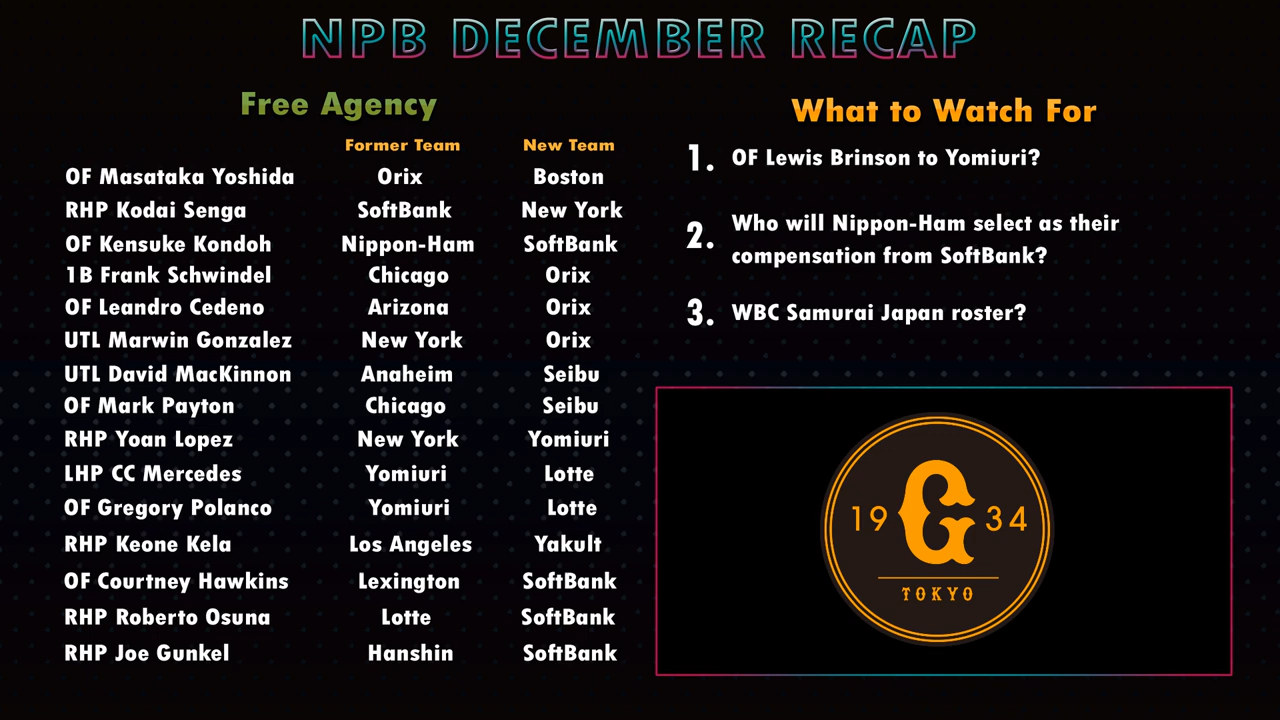 NPB DECEMBER RECAP
Free Agency
Former Team New Team
OF Masataka Yoshida Orix Boston
RHP Kodai Senga SoftBank New York
OF Kensuke Kondoh Nippon-Ham SoftBank
1B Frank Schwindel Chicago Orix
OF Leandro Cedeno Arizona Orix
UTL Marwin Gonzalez New York Orix
UTL David MacKinnon Anaheim Seibu
OF Mark Payton Chicago Seibu
RHP Yoan Lopez New York Yomiuri
LHP CC Mercedes Yomiuri Lotte
OF Gregory Polanco Yomiuri Lotte
RHP Keone Kela Los Angeles Yakult
OF Courtney Hawkins Lexington SoftBank
RHP Roberto Osuna Lotte SoftBank
RHP Joe Gunkel Hanshin SoftBank
What to Watch For
1. OF Lewis Brinson to Yomiuri?
2. Who will Nippon-Ham select as their
compensation from SoftBank?
3. WBC Samurai Japan roster?
19 G 34
TOKYO